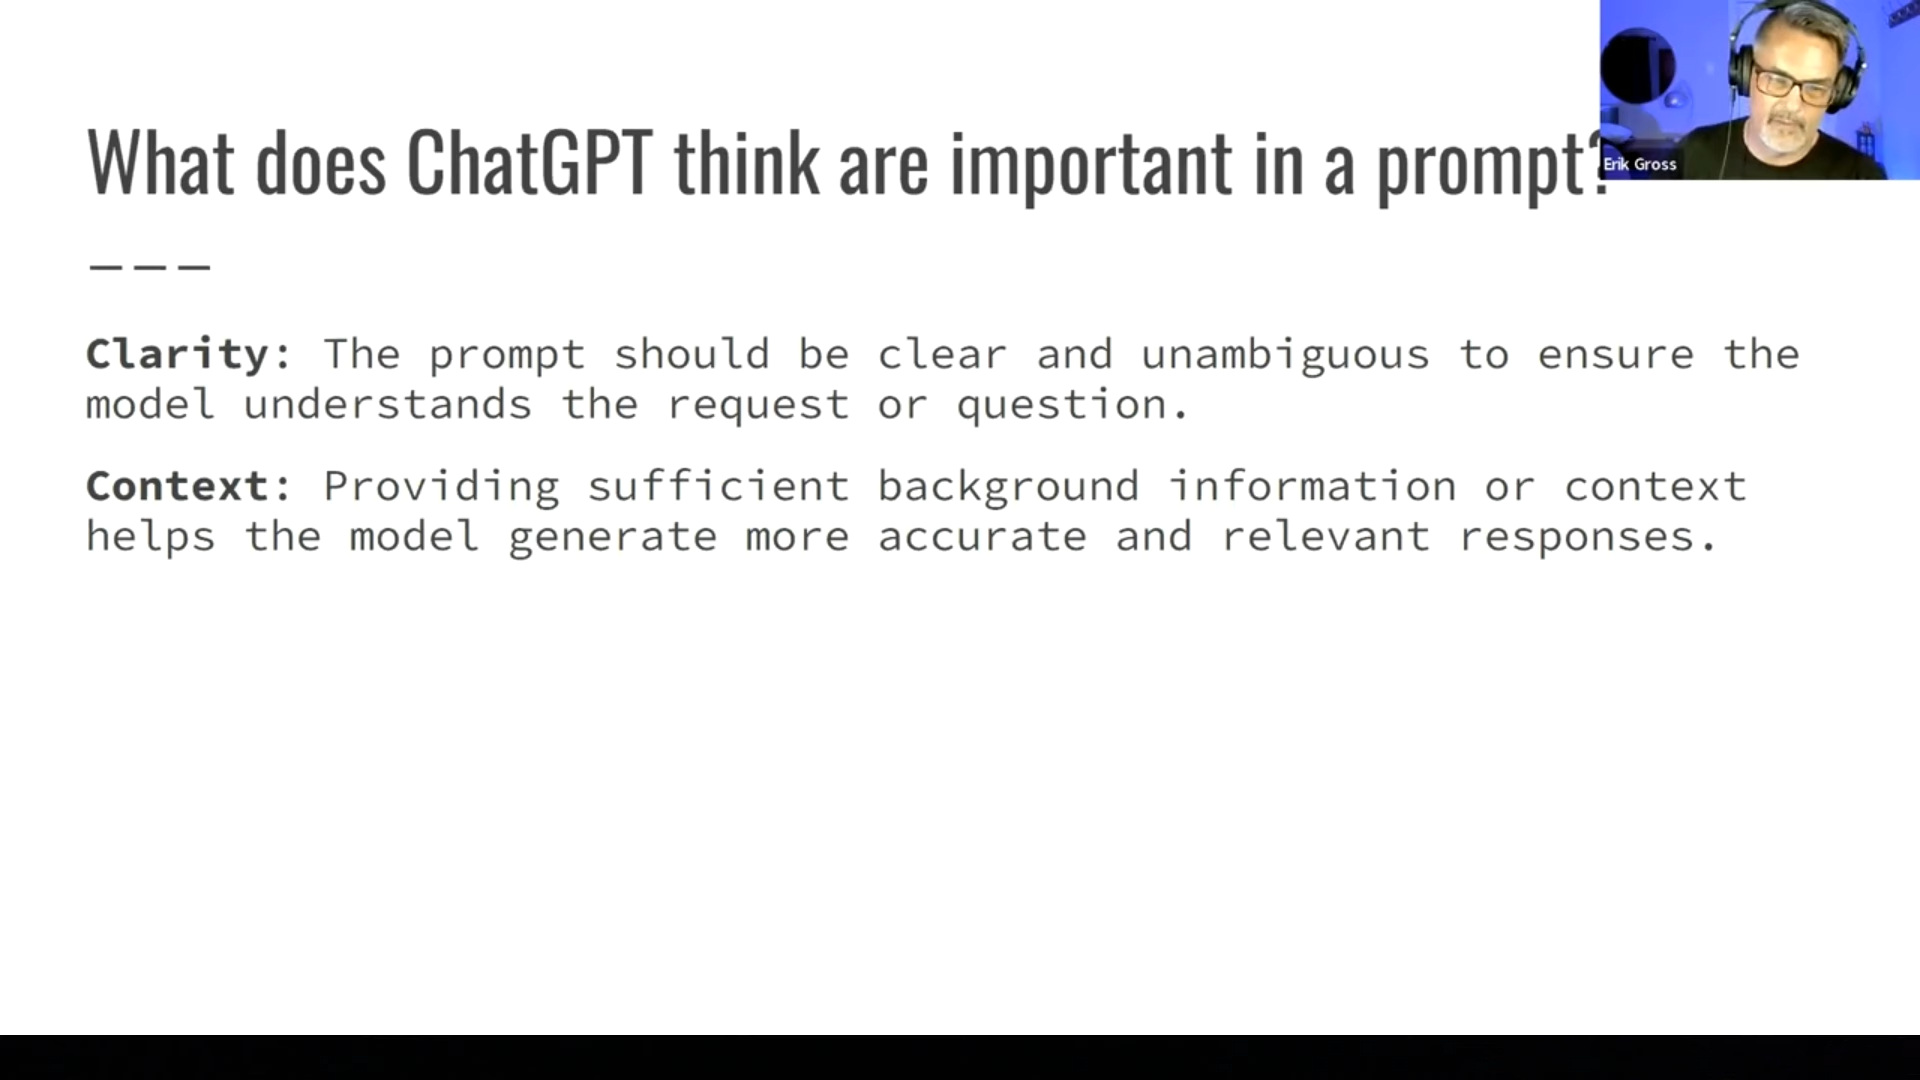 What does ChatGPT think are important in a prompt?
Erik Gross
Clarity: The prompt should be clear and unambiguous to ensure the
model understands the request or question.
Context: Providing sufficient background information or context
helps the model generate more accurate and relevant responses.